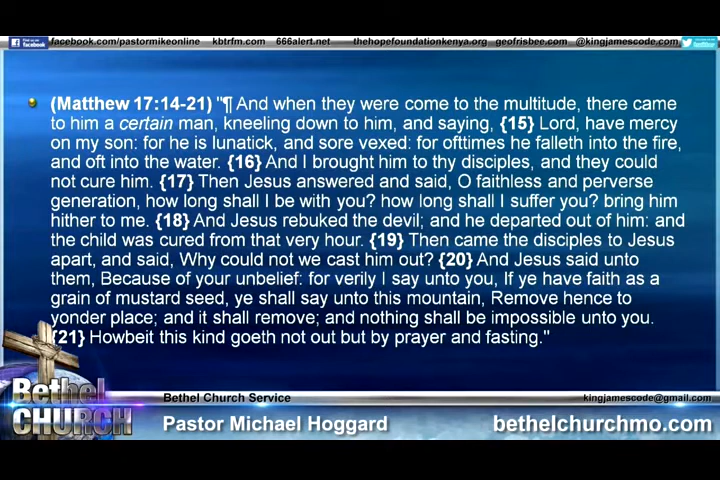 Find us on facebook facebook.com/pastormikeonline kbtrfm.com 666alert.net thehopefoundationkenya.org geofrisbee.com @kingjamescode.com twitter
(Matthew 17:14-21) "¶ And when they were come to the multitude, there came
to him a certain man, kneeling down to him, and saying, {15} Lord, have mercy
on my son: for he is lunatick, and sore vexed: for ofttimes he falleth into the fire,
and oft into the water. {16} And I brought him to thy disciples, and they could
not cure him. {17} Then Jesus answered and said, O faithless and perverse
generation, how long shall I be with you? how long shall I suffer you? bring him
hither to me. {18} And Jesus rebuked the devil; and he departed out of him: and
the child was cured from that very hour. {19} Then came the disciples to Jesus
apart, and said, Why could not we cast him out? {20} And Jesus said unto
them, Because of your unbelief: for verily I say unto you, If ye have faith as a
grain of mustard seed, ye shall say unto this mountain, Remove hence to
yonder place; and it shall remove; and nothing shall be impossible unto you.
{21} Howbeit this kind goeth not out but by prayer and fasting."
Bethel
CHURCH
Bethel Church Service kingjamescode@gmail.com
Pastor Michael Hoggard bethelchurchmo.com